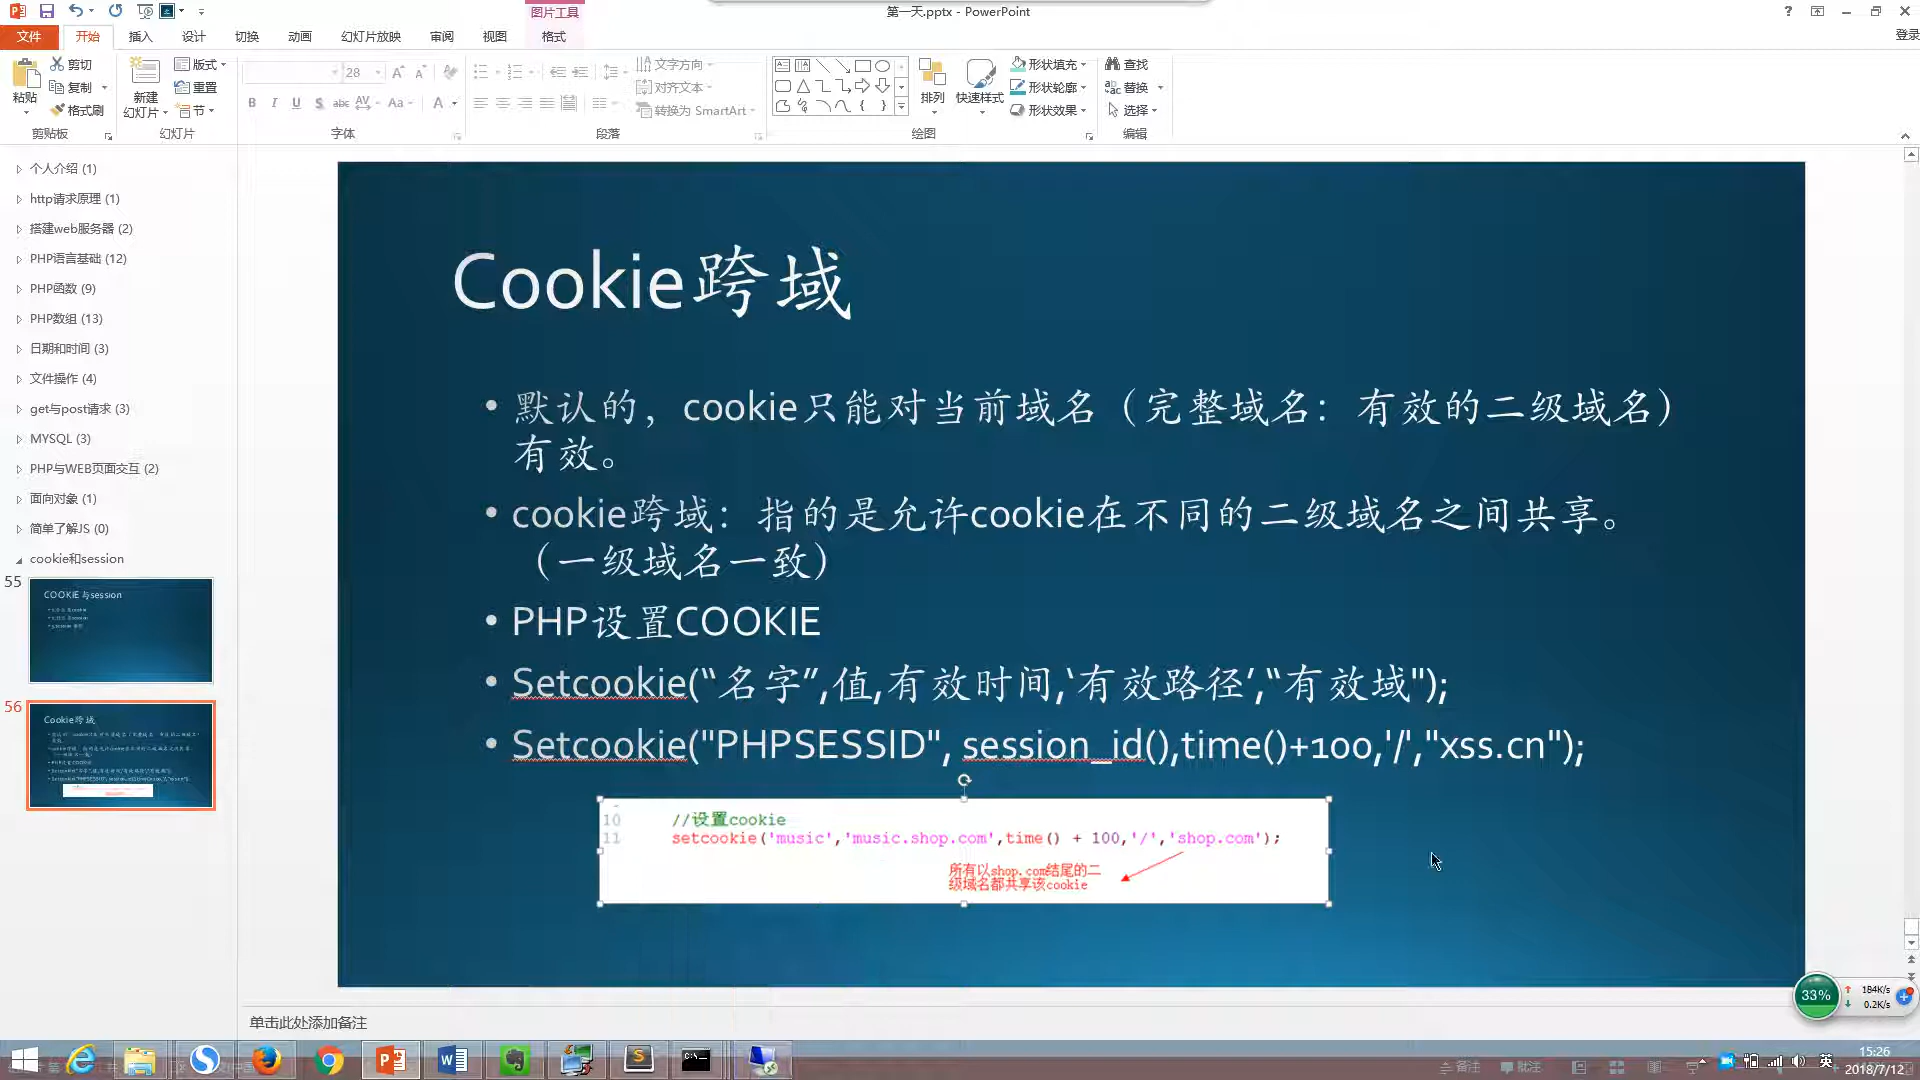 第一天.pptx - PowerPoint
图片工具
登录
文件 开始 插入 设计 切换 动画 幻灯片放映 审阅 视图 格式
粘贴 剪切 复制 格式刷
剪贴板
新建幻灯片 版式 重置 节
幻灯片
28
字体
文字方向
对齐文本
转换为 SmartArt
段落
排列 快速样式 形状填充 形状轮廓 形状效果
绘图
查找
替换
选择
编辑
个人介绍 (1)
http请求原理 (1)
搭建web服务器 (2)
PHP语言基础 (12)
PHP函数 (9)
PHP数组 (13)
日期和时间 (3)
文件操作 (4)
get与post请求 (3)
MYSQL (3)
PHP与WEB页面交互 (2)
面向对象 (1)
简单了解JS (0)
cookie和session
55
COOKIE 与session
56
Cookie跨域
Cookie跨域
• 默认的，cookie只能对当前域名（完整域名：有效的二级域名）
有效。
• cookie跨域：指的是允许cookie在不同的二级域名之间共享。
（一级域名一致）
• PHP设置COOKIE
• Setcookie(“名字”,值,有效时间,‘有效路径’,“有效域");
• Setcookie("PHPSESSID", session_id(),time()+100,'/',"xss.cn");
10 //设置cookie
11 setcookie('music','music.shop.com',time() + 100,'/','shop.com');
所有以shop.com结尾的二
级域名都共享该cookie
33%
184K/s
0.2K/s
单击此处添加备注
备注 批注
英
15:26
2018/7/12